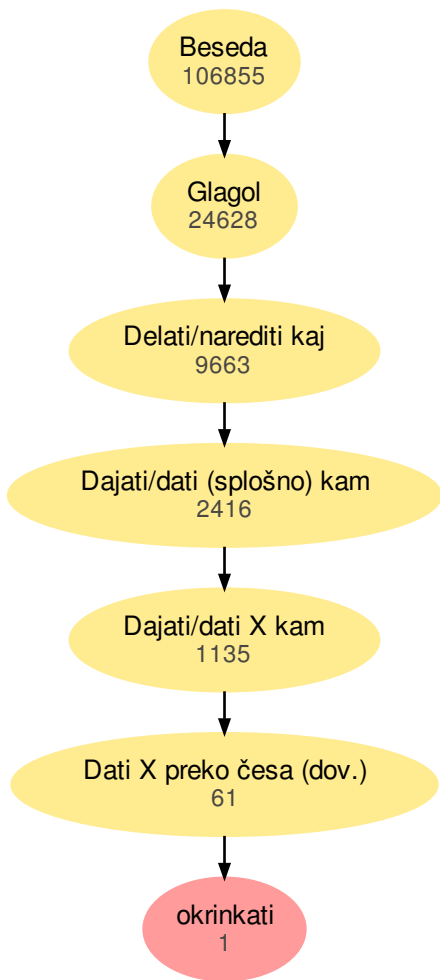 Beseda
106855
Glagol
24628
Delati/narediti kaj
9663
Dajati/dati (splošno) kam
2416
Dajati/dati X kam
1135
Dati X preko česa (dov.)
61
okrinkati
1